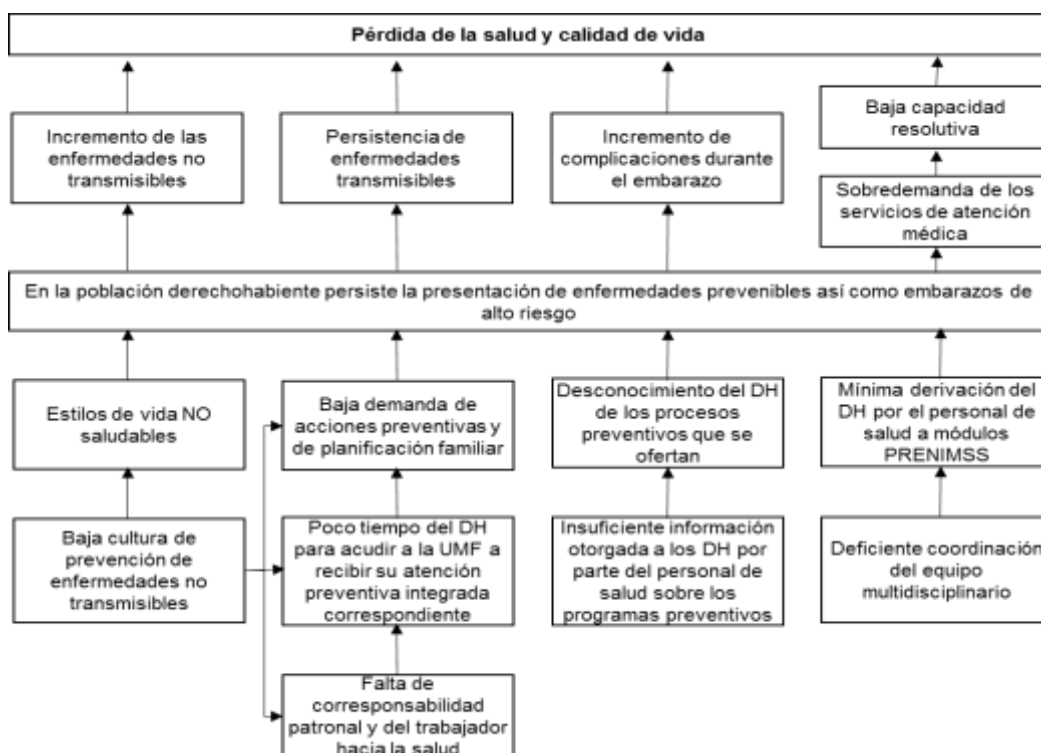 Pérdida de la salud y calidad de vida
Incremento de las
enfermedades no
transmisibles
Persistencia de
enfermedades
transmisibles
Incremento de
complicaciones durante
el embarazo
Baja capacidad
resolutiva
Sobredemanda de los
servicios de atención
médica
En la población derechohabiente persiste la presentación de enfermedades prevenibles así como embarazos de
alto riesgo
Estilos de vida NO
saludables
Baja demanda de
acciones preventivas y
de planificación familiar
Desconocimiento del DH
de los procesos
preventivos que se
ofertan
Mínima derivación del
DH por el personal de
salud a módulos
PRENIMSS
Baja cultura de
prevención de
enfermedades no
transmisibles
Poco tiempo del DH
para acudir a la UMF a
recibir su atención
preventiva integrada
correspondiente
Insuficiente información
otorgada a los DH por
parte del personal de
salud sobre los
programas preventivos
Deficiente coordinación
del equipo
multidisciplinario
Falta de
corresponsabilidad
patronal y del trabajador
hacia la salud